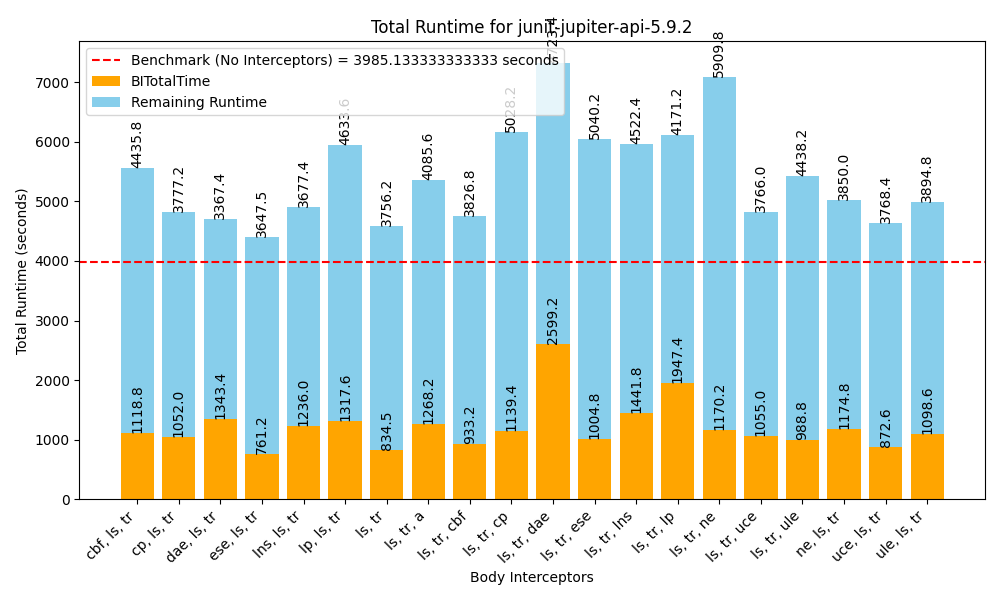 Total Runtime for junit-jupiter-api-5.9.2
Benchmark (No Interceptors) = 3985.133333333333 seconds
BITotalTime
Remaining Runtime
Total Runtime (seconds)
7000
6000
5000
4000
3000
2000
1000
0
4435.8
3777.2
3367.4
3647.5
3677.4
4633.6
3756.2
4085.6
3826.8
5028.2
4723.4
5040.2
4522.4
4171.2
5909.8
3766.0
4438.2
3850.0
3768.4
3894.8
1118.8
1052.0
1343.4
761.2
1236.0
1317.6
834.5
1268.2
933.2
1139.4
2599.2
1004.8
1441.8
1947.4
1170.2
1055.0
988.8
1174.8
872.6
1098.6
cbf, ls, tr
cp, ls, tr
dae, ls, tr
ese, ls, tr
lns, ls, tr
lp, ls, tr
ls, tr
ls, tr, a
ls, tr, cbf
ls, tr, cp
ls, tr, dae
ls, tr, ese
ls, tr, lns
ls, tr, lp
ls, tr, ne
ls, tr, uce
ls, tr, ule
ne, ls, tr
uce, ls, tr
ule, ls, tr
Body Interceptors